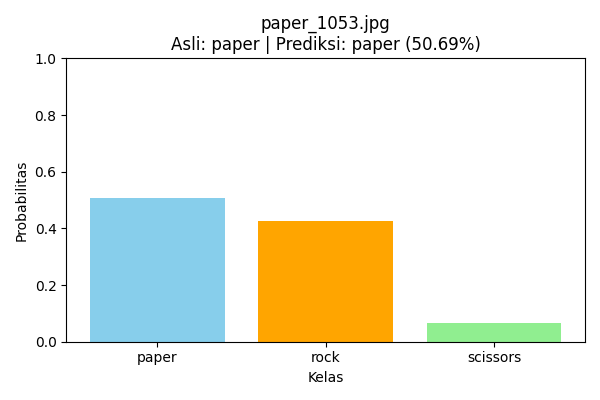 paper_1053.jpg
Asli: paper | Prediksi: paper (50.69%)
1.0
0.8
0.6
0.4
0.2
0.0
Probabilitas
paper rock scissors
Kelas